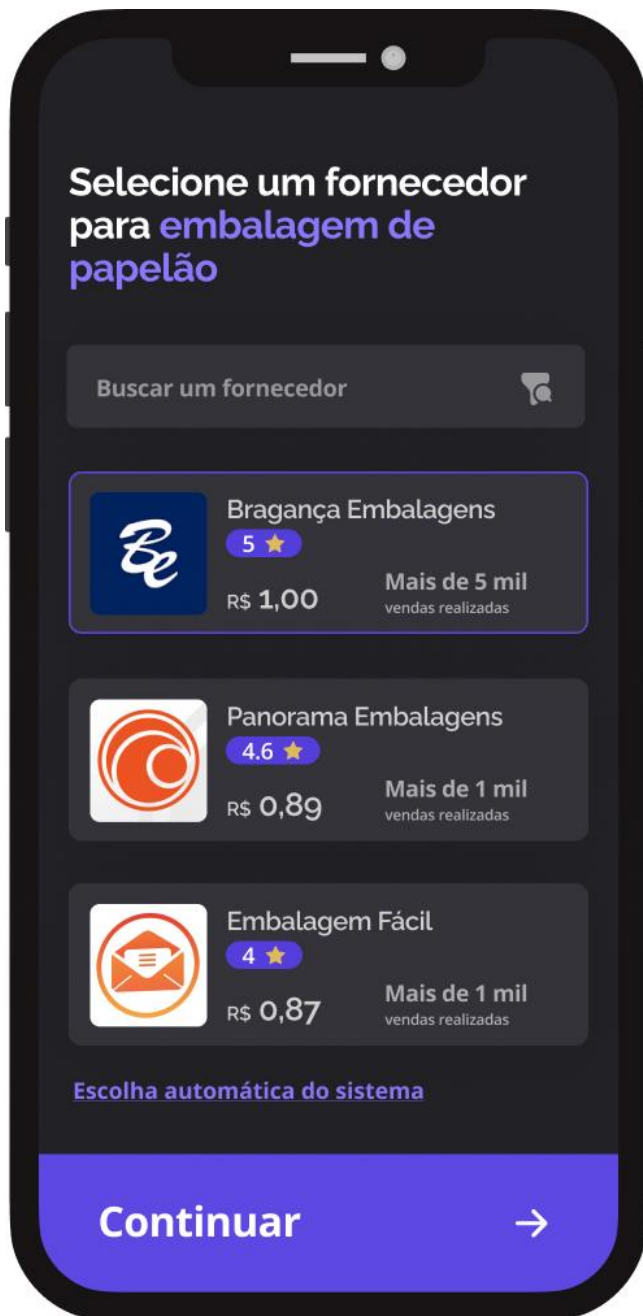 Selecione um fornecedor
para embalagem de
papelão
Buscar um fornecedor
Be
Bragança Embalagens
5
R$ 1,00
Mais de 5 mil
vendas realizadas
Panorama Embalagens
4.6
R$ 0,89
Mais de 1 mil
vendas realizadas
Embalagem Fácil
4
R$ 0,87
Mais de 1 mil
vendas realizadas
Escolha automática do sistema
Continuar